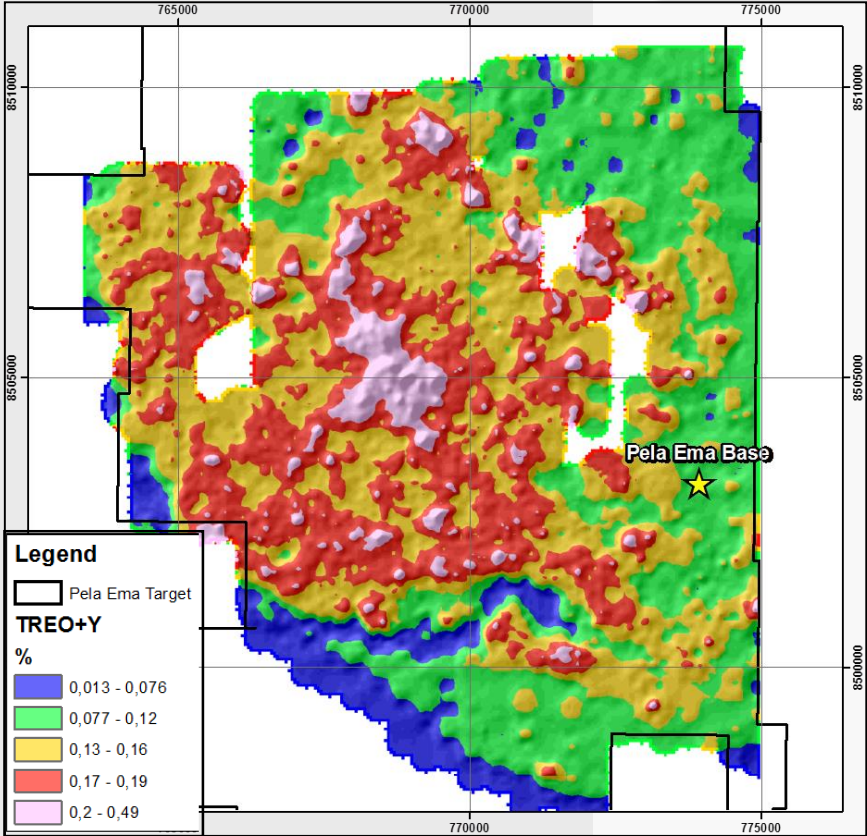 765000 770000 775000
8510000 8510000
8505000 8505000
Pela Ema Base
8500000
Legend
Pela Ema Target
TREO+Y
%
0,013 - 0,076
0,077 - 0,12
0,13 - 0,16
0,17 - 0,19
0,2 - 0,49
770000 775000